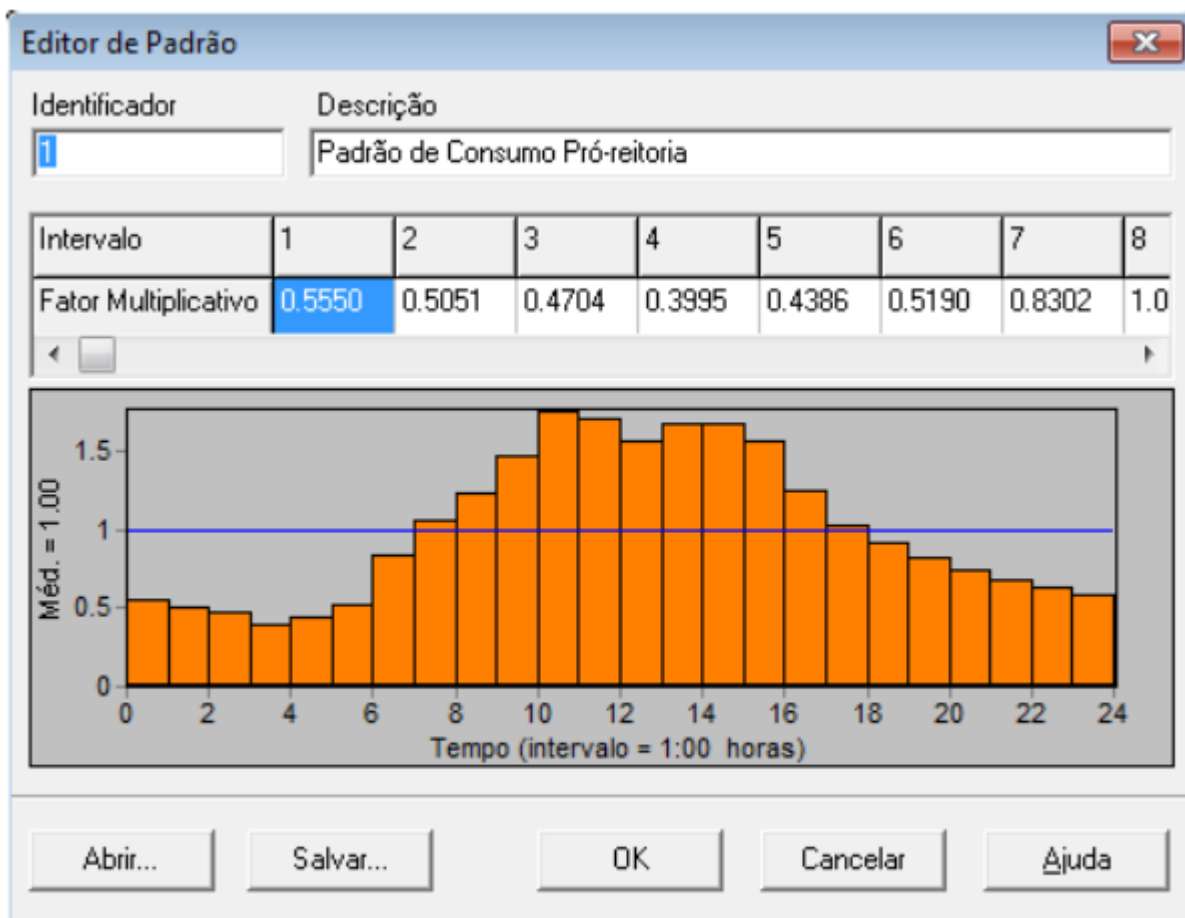 Editor de Padrão
Identificador Descrição
1 Padrão de Consumo Pró-reitoria
Intervalo 1 2 3 4 5 6 7 8
Fator Multiplicativo 0.5550 0.5051 0.4704 0.3995 0.4386 0.5190 0.8302 1.0
Méd. = 1.00
1.5
1
0.5
0
0 2 4 6 8 10 12 14 16 18 20 22 24
Tempo (intervalo = 1:00 horas)
Abrir... Salvar... OK Cancelar Ajuda